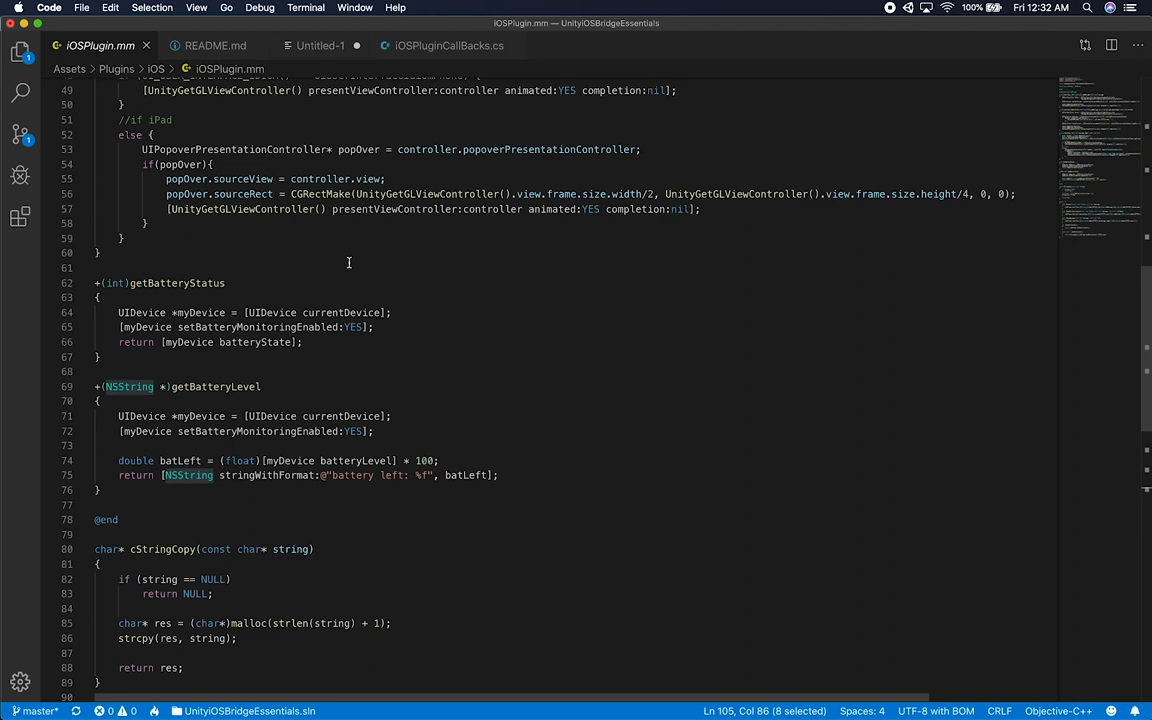 Code File Edit Selection View Go Debug Terminal Window Help 100% Fri 12:32 AM
iOSPlugin.mm — UnityiOSBridgeEssentials
iOSPlugin.mm README.md Untitled-1 iOSPluginCallBacks.cs
Assets > Plugins > iOS > iOSPlugin.mm
49 [UnityGetGLViewController() presentViewController:controller animated:YES completion:nil];
50 }
51 //if iPad
52 else {
53 UIPopoverPresentationController* popOver = controller.popoverPresentationController;
54 if(popOver){
55 popOver.sourceView = controller.view;
56 popOver.sourceRect = CGRectMake(UnityGetGLViewController().view.frame.size.width/2, UnityGetGLViewController().view.frame.size.height/4, 0, 0);
57 [UnityGetGLViewController() presentViewController:controller animated:YES completion:nil];
58 }
59 }
60 }
61
62 +(int)getBatteryStatus
63 {
64 UIDevice *myDevice = [UIDevice currentDevice];
65 [myDevice setBatteryMonitoringEnabled:YES];
66 return [myDevice batteryState];
67 }
68
69 +(NSString *)getBatteryLevel
70 {
71 UIDevice *myDevice = [UIDevice currentDevice];
72 [myDevice setBatteryMonitoringEnabled:YES];
73
74 double batLeft = (float)[myDevice batteryLevel] * 100;
75 return [NSString stringWithFormat:@"battery left: %f", batLeft];
76 }
77
78 @end
79
80 char* cStringCopy(const char* string)
81 {
82 if (string == NULL)
83 return NULL;
84
85 char* res = (char*)malloc(strlen(string) + 1);
86 strcpy(res, string);
87
88 return res;
89 }
90
1
1
master* 0 0 UnityiOSBridgeEssentials.sln Ln 105, Col 86 (8 selected) Spaces: 4 UTF-8 with BOM CRLF Objective-C++